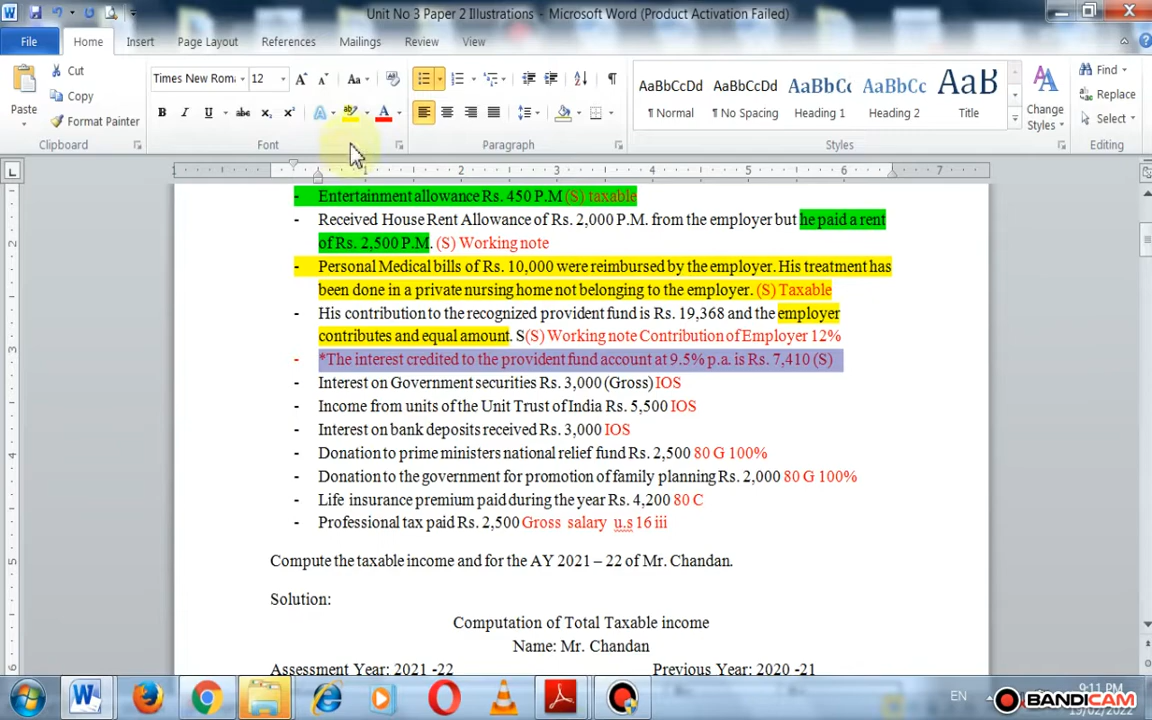 Unit No 3 Paper 2 Illustrations - Microsoft Word (Product Activation Failed)
File Home Insert Page Layout References Mailings Review View
Cut
Copy
Format Painter
Paste
Clipboard
Times New Rom 12
Font
Paragraph
AaBbCcDd AaBbCcDd AaBbCc AaBbCc AaB
¶ Normal ¶ No Spacing Heading 1 Heading 2 Title
Change Styles
Styles
Find
Replace
Select
Editing
- Entertainment allowance Rs. 450 P.M (S) taxable
- Received House Rent Allowance of Rs. 2,000 P.M. from the employer but he paid a rent
of Rs. 2,500 P.M. (S) Working note
- Personal Medical bills of Rs. 10,000 were reimbursed by the employer. His treatment has
been done in a private nursing home not belonging to the employer. (S) Taxable
- His contribution to the recognized provident fund is Rs. 19,368 and the employer
contributes and equal amount. S(S) Working note Contribution of Employer 12%
- *The interest credited to the provident fund account at 9.5% p.a. is Rs. 7,410 (S)
- Interest on Government securities Rs. 3,000 (Gross) IOS
- Income from units of the Unit Trust of India Rs. 5,500 IOS
- Interest on bank deposits received Rs. 3,000 IOS
- Donation to prime ministers national relief fund Rs. 2,500 80 G 100%
- Donation to the government for promotion of family planning Rs. 2,000 80 G 100%
- Life insurance premium paid during the year Rs. 4,200 80 C
- Professional tax paid Rs. 2,500 Gross salary u.s 16 iii
Compute the taxable income and for the AY 2021 – 22 of Mr. Chandan.
Solution:
Computation of Total Taxable income
Name: Mr. Chandan
Assessment Year: 2021 -22 Previous Year: 2020 -21
EN
9:11 PM
BANDICAM